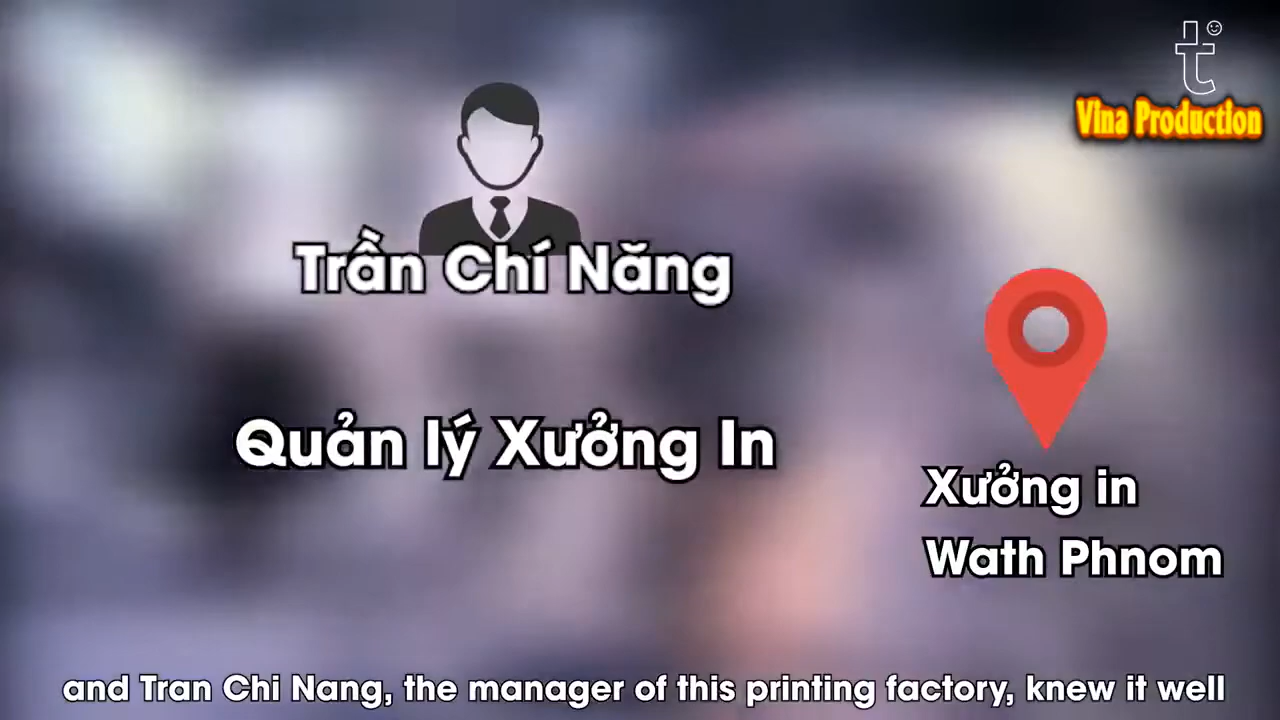 t
Vina Production
Trần Chí Năng
Quản lý Xưởng In
Xưởng in
Wath Phnom
and Tran Chi Nang, the manager of this printing factory, knew it well